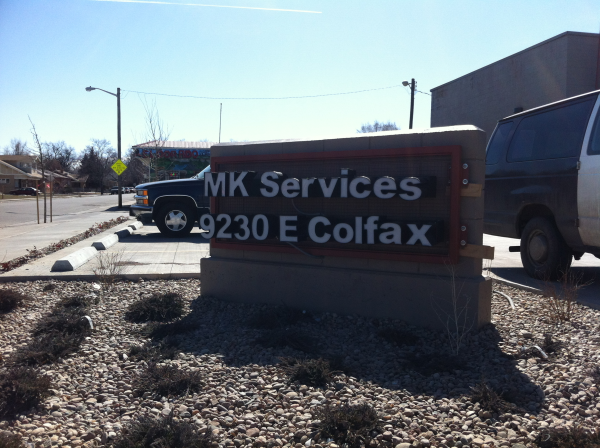 MK Services
9230 E Colfax